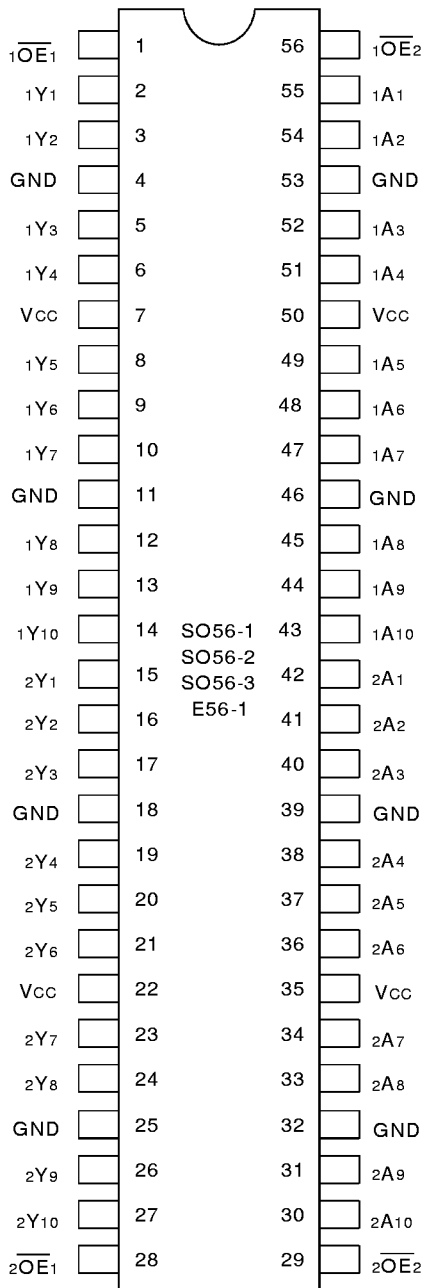 1OE1 1 56 1OE2
1Y1 2 55 1A1
1Y2 3 54 1A2
GND 4 53 GND
1Y3 5 52 1A3
1Y4 6 51 1A4
VCC 7 50 VCC
1Y5 8 49 1A5
1Y6 9 48 1A6
1Y7 10 47 1A7
GND 11 46 GND
1Y8 12 45 1A8
1Y9 13 44 1A9
1Y10 14 SO56-1 43 1A10
SO56-2
2Y1 15 SO56-3 42 2A1
E56-1
2Y2 16 41 2A2
2Y3 17 40 2A3
GND 18 39 GND
2Y4 19 38 2A4
2Y5 20 37 2A5
2Y6 21 36 2A6
VCC 22 35 VCC
2Y7 23 34 2A7
2Y8 24 33 2A8
GND 25 32 GND
2Y9 26 31 2A9
2Y10 27 30 2A10
2OE1 28 29 2OE2